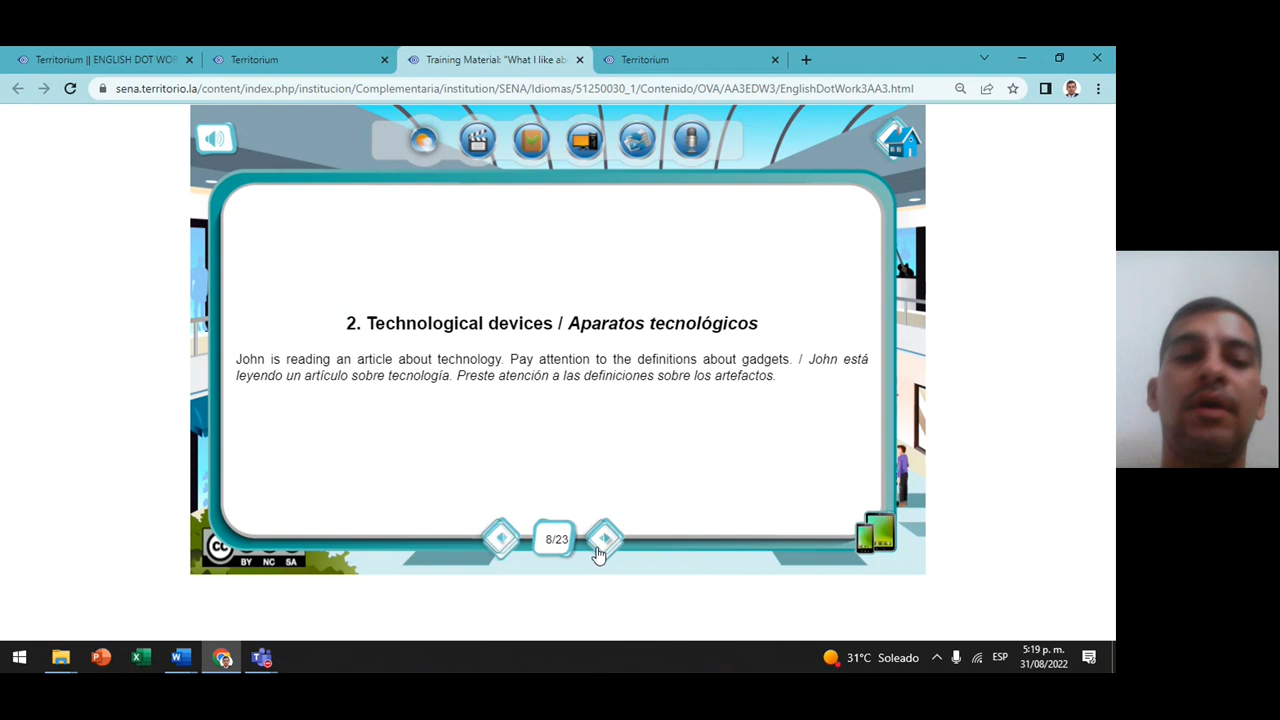 Territorium || ENGLISH DOT WOR
Territorium
Training Material: "What I like abo
Territorium
sena.territorio.la/content/index.php/institucion/Complementaria/institution/SENA/Idiomas/51250030_1/Contenido/OVA/AA3EDW3/EnglishDotWork3AA3.html
2. Technological devices / Aparatos tecnológicos
John is reading an article about technology. Pay attention to the definitions about gadgets. / John está
leyendo un artículo sobre tecnología. Preste atención a las definiciones sobre los artefactos.
8/23
cc
BY NC SA
31°C Soleado
ESP
5:19 p. m.
31/08/2022